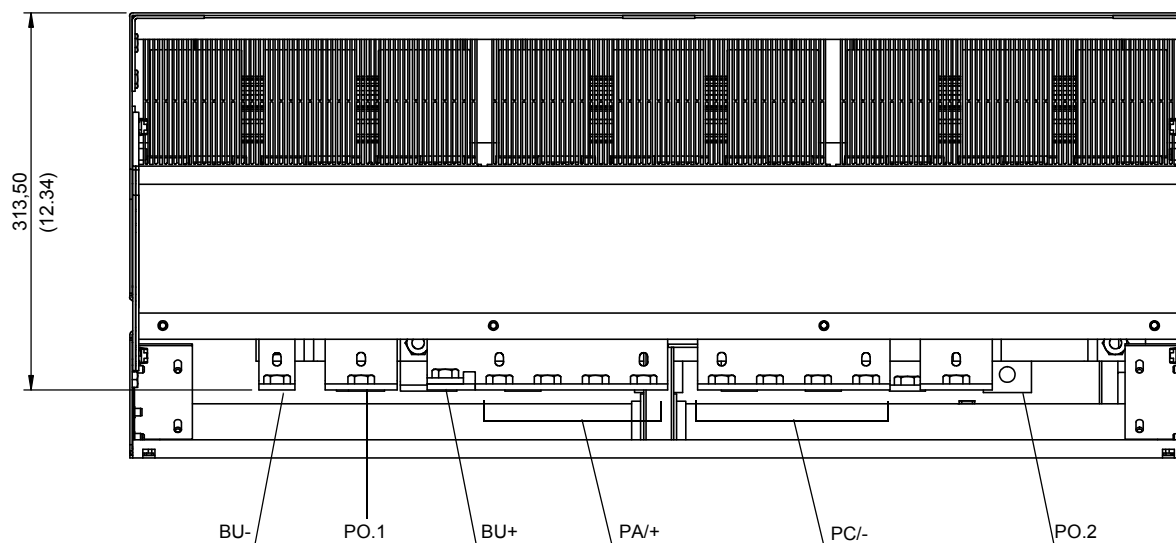 313,50
(12.34)
BU-
PO.1
BU+
PA/+
PC/-
PO.2